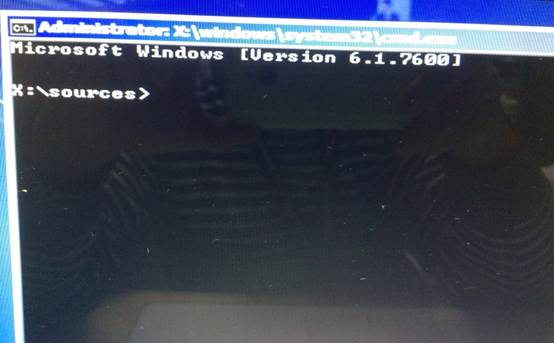 Administrator: X:\windows\system32\cmd.exe
Microsoft Windows [Version 6.1.7600]
X:\sources>